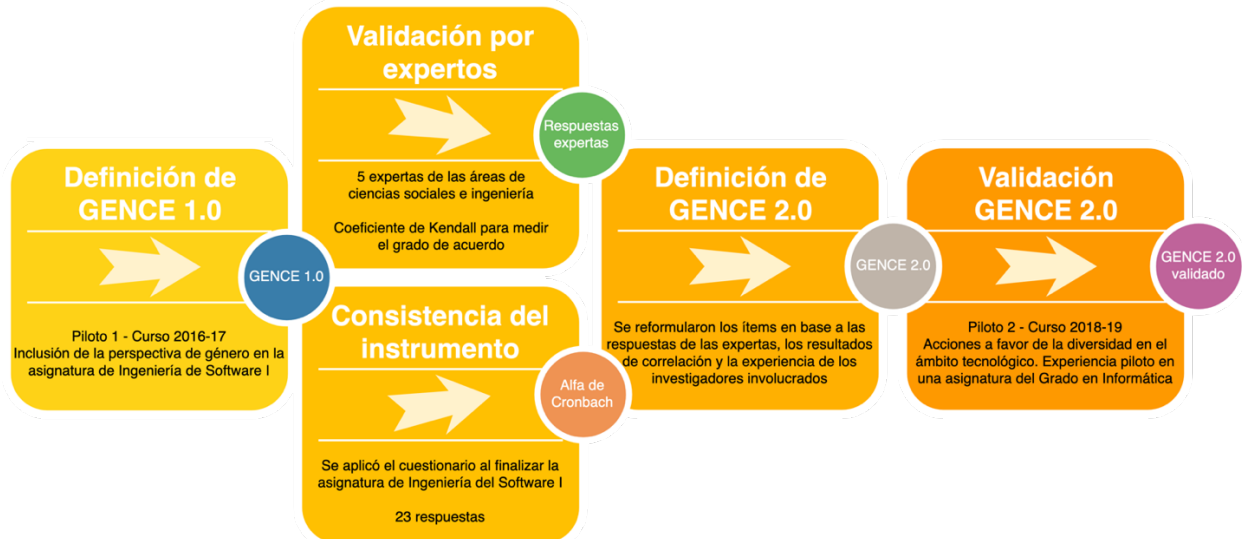 Definición de
GENCE 1.0
Piloto 1 - Curso 2016-17
Inclusión de la perspectiva de género en la
asignatura de Ingeniería de Software I
GENCE 1.0
Validación por
expertos
5 expertas de las áreas de
ciencias sociales e ingeniería
Coeficiente de Kendall para medir
el grado de acuerdo
Respuestas
expertas
Consistencia del
instrumento
Se aplicó el cuestionario al finalizar la
asignatura de Ingeniería del Software I
23 respuestas
Alfa de
Cronbach
Definición de
GENCE 2.0
Se reformularon los ítems en base a las
respuestas de las expertas, los resultados
de correlación y la experiencia de los
investigadores involucrados
GENCE 2.0
Validación
GENCE 2.0
Piloto 2 - Curso 2018-19
Acciones a favor de la diversidad en el
ámbito tecnológico. Experiencia piloto en
una asignatura del Grado en Informática
GENCE 2.0
validado